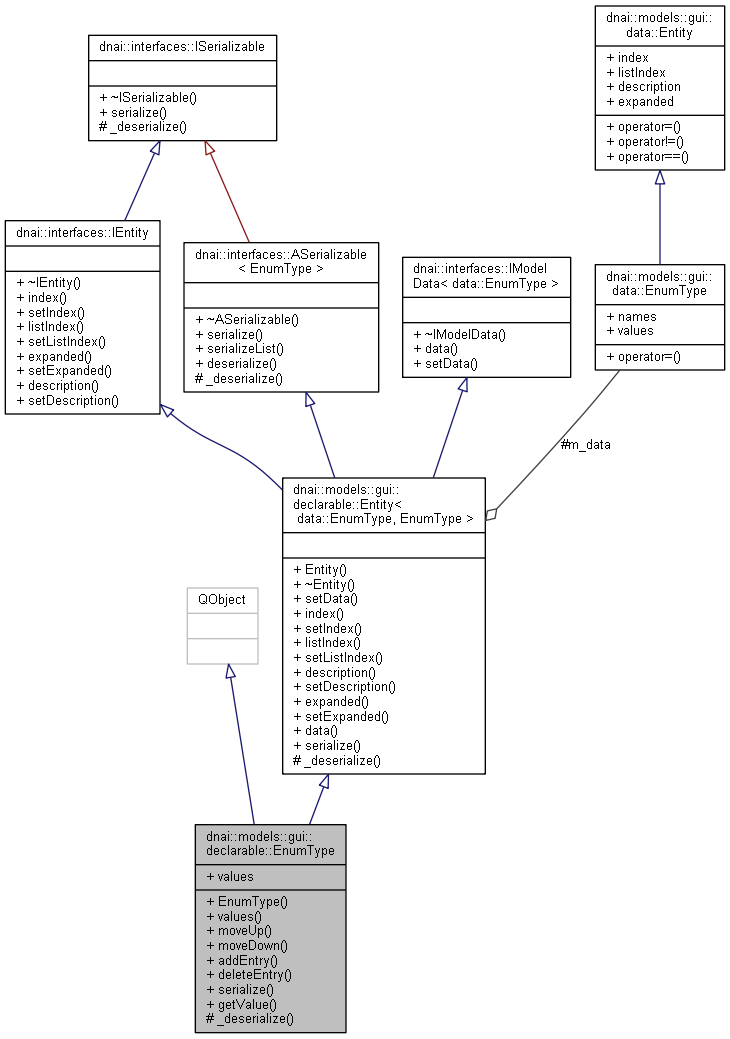 dnai::models::gui::
data::Entity
+ index
+ listIndex
+ description
+ expanded
+ operator=()
+ operator!=()
+ operator==()
dnai::interfaces::ISerializable
+ ~ISerializable()
+ serialize()
# _deserialize()
dnai::interfaces::IEntity
+ ~IEntity()
+ index()
+ setIndex()
+ listIndex()
+ setListIndex()
+ expanded()
+ setExpanded()
+ description()
+ setDescription()
dnai::interfaces::ASerializable
< EnumType >
+ ~ASerializable()
+ serialize()
+ serializeList()
+ deserialize()
# _deserialize()
dnai::interfaces::IModel
Data< data::EnumType >
+ ~IModelData()
+ data()
+ setData()
dnai::models::gui::
data::EnumType
+ names
+ values
+ operator=()
#m_data
dnai::models::gui::
declarable::Entity<
data::EnumType, EnumType >
+ Entity()
+ ~Entity()
+ setData()
+ index()
+ setIndex()
+ listIndex()
+ setListIndex()
+ description()
+ setDescription()
+ expanded()
+ setExpanded()
+ data()
+ serialize()
# _deserialize()
QObject
dnai::models::gui::
declarable::EnumType
+ values
+ EnumType()
+ values()
+ moveUp()
+ moveDown()
+ addEntry()
+ deleteEntry()
+ serialize()
+ getValue()
# _deserialize()